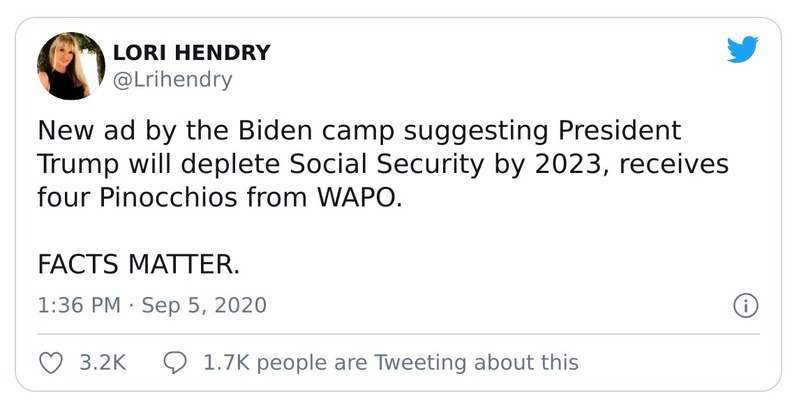 LORI HENDRY
@Lrihendry
New ad by the Biden camp suggesting President
Trump will deplete Social Security by 2023, receives
four Pinocchios from WAPO.
FACTS MATTER.
1:36 PM · Sep 5, 2020
3.2K 1.7K people are Tweeting about this